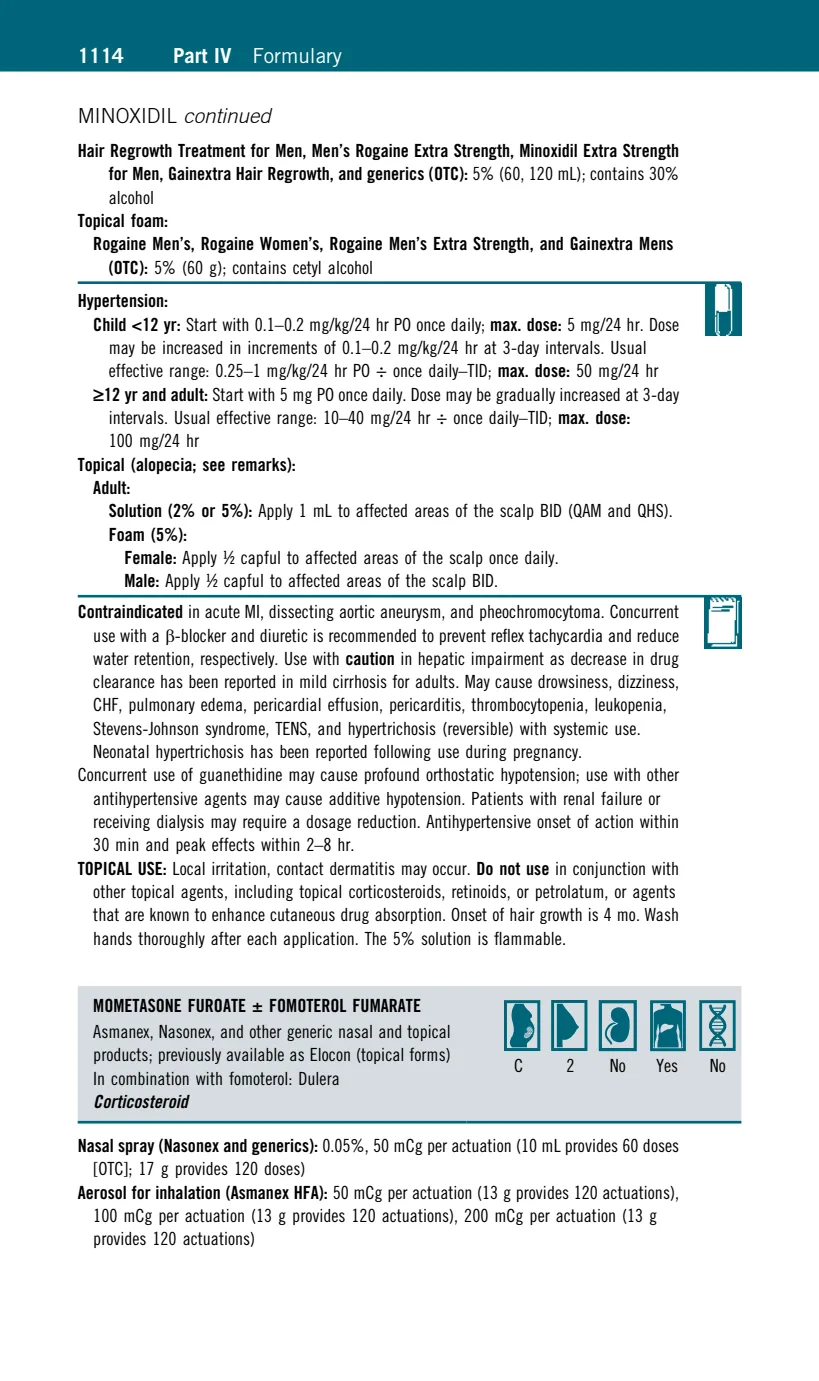 1114 Part IV Formulary
MINOXIDIL continued
Hair Regrowth Treatment for Men, Men’s Rogaine Extra Strength, Minoxidil Extra Strength
for Men, Gainextra Hair Regrowth, and generics (OTC): 5% (60, 120 mL); contains 30%
alcohol
Topical foam:
Rogaine Men’s, Rogaine Women’s, Rogaine Men’s Extra Strength, and Gainextra Mens
(OTC): 5% (60 g); contains cetyl alcohol
Hypertension:
Child <12 yr: Start with 0.1–0.2 mg/kg/24 hr PO once daily; max. dose: 5 mg/24 hr. Dose
may be increased in increments of 0.1–0.2 mg/kg/24 hr at 3-day intervals. Usual
effective range: 0.25–1 mg/kg/24 hr PO ÷ once daily–TID; max. dose: 50 mg/24 hr
≥12 yr and adult: Start with 5 mg PO once daily. Dose may be gradually increased at 3-day
intervals. Usual effective range: 10–40 mg/24 hr ÷ once daily–TID; max. dose:
100 mg/24 hr
Topical (alopecia; see remarks):
Adult:
Solution (2% or 5%): Apply 1 mL to affected areas of the scalp BID (QAM and QHS).
Foam (5%):
Female: Apply ½ capful to affected areas of the scalp once daily.
Male: Apply ½ capful to affected areas of the scalp BID.
Contraindicated in acute MI, dissecting aortic aneurysm, and pheochromocytoma. Concurrent
use with a β-blocker and diuretic is recommended to prevent reflex tachycardia and reduce
water retention, respectively. Use with caution in hepatic impairment as decrease in drug
clearance has been reported in mild cirrhosis for adults. May cause drowsiness, dizziness,
CHF, pulmonary edema, pericardial effusion, pericarditis, thrombocytopenia, leukopenia,
Stevens-Johnson syndrome, TENS, and hypertrichosis (reversible) with systemic use.
Neonatal hypertrichosis has been reported following use during pregnancy.
Concurrent use of guanethidine may cause profound orthostatic hypotension; use with other
antihypertensive agents may cause additive hypotension. Patients with renal failure or
receiving dialysis may require a dosage reduction. Antihypertensive onset of action within
30 min and peak effects within 2–8 hr.
TOPICAL USE: Local irritation, contact dermatitis may occur. Do not use in conjunction with
other topical agents, including topical corticosteroids, retinoids, or petrolatum, or agents
that are known to enhance cutaneous drug absorption. Onset of hair growth is 4 mo. Wash
hands thoroughly after each application. The 5% solution is flammable.
MOMETASONE FUROATE ± FOMOTEROL FUMARATE
Asmanex, Nasonex, and other generic nasal and topical
products; previously available as Elocon (topical forms)
In combination with fomoterol: Dulera
Corticosteroid
C 2 No Yes No
Nasal spray (Nasonex and generics): 0.05%, 50 mCg per actuation (10 mL provides 60 doses
[OTC]; 17 g provides 120 doses)
Aerosol for inhalation (Asmanex HFA): 50 mCg per actuation (13 g provides 120 actuations),
100 mCg per actuation (13 g provides 120 actuations), 200 mCg per actuation (13 g
provides 120 actuations)